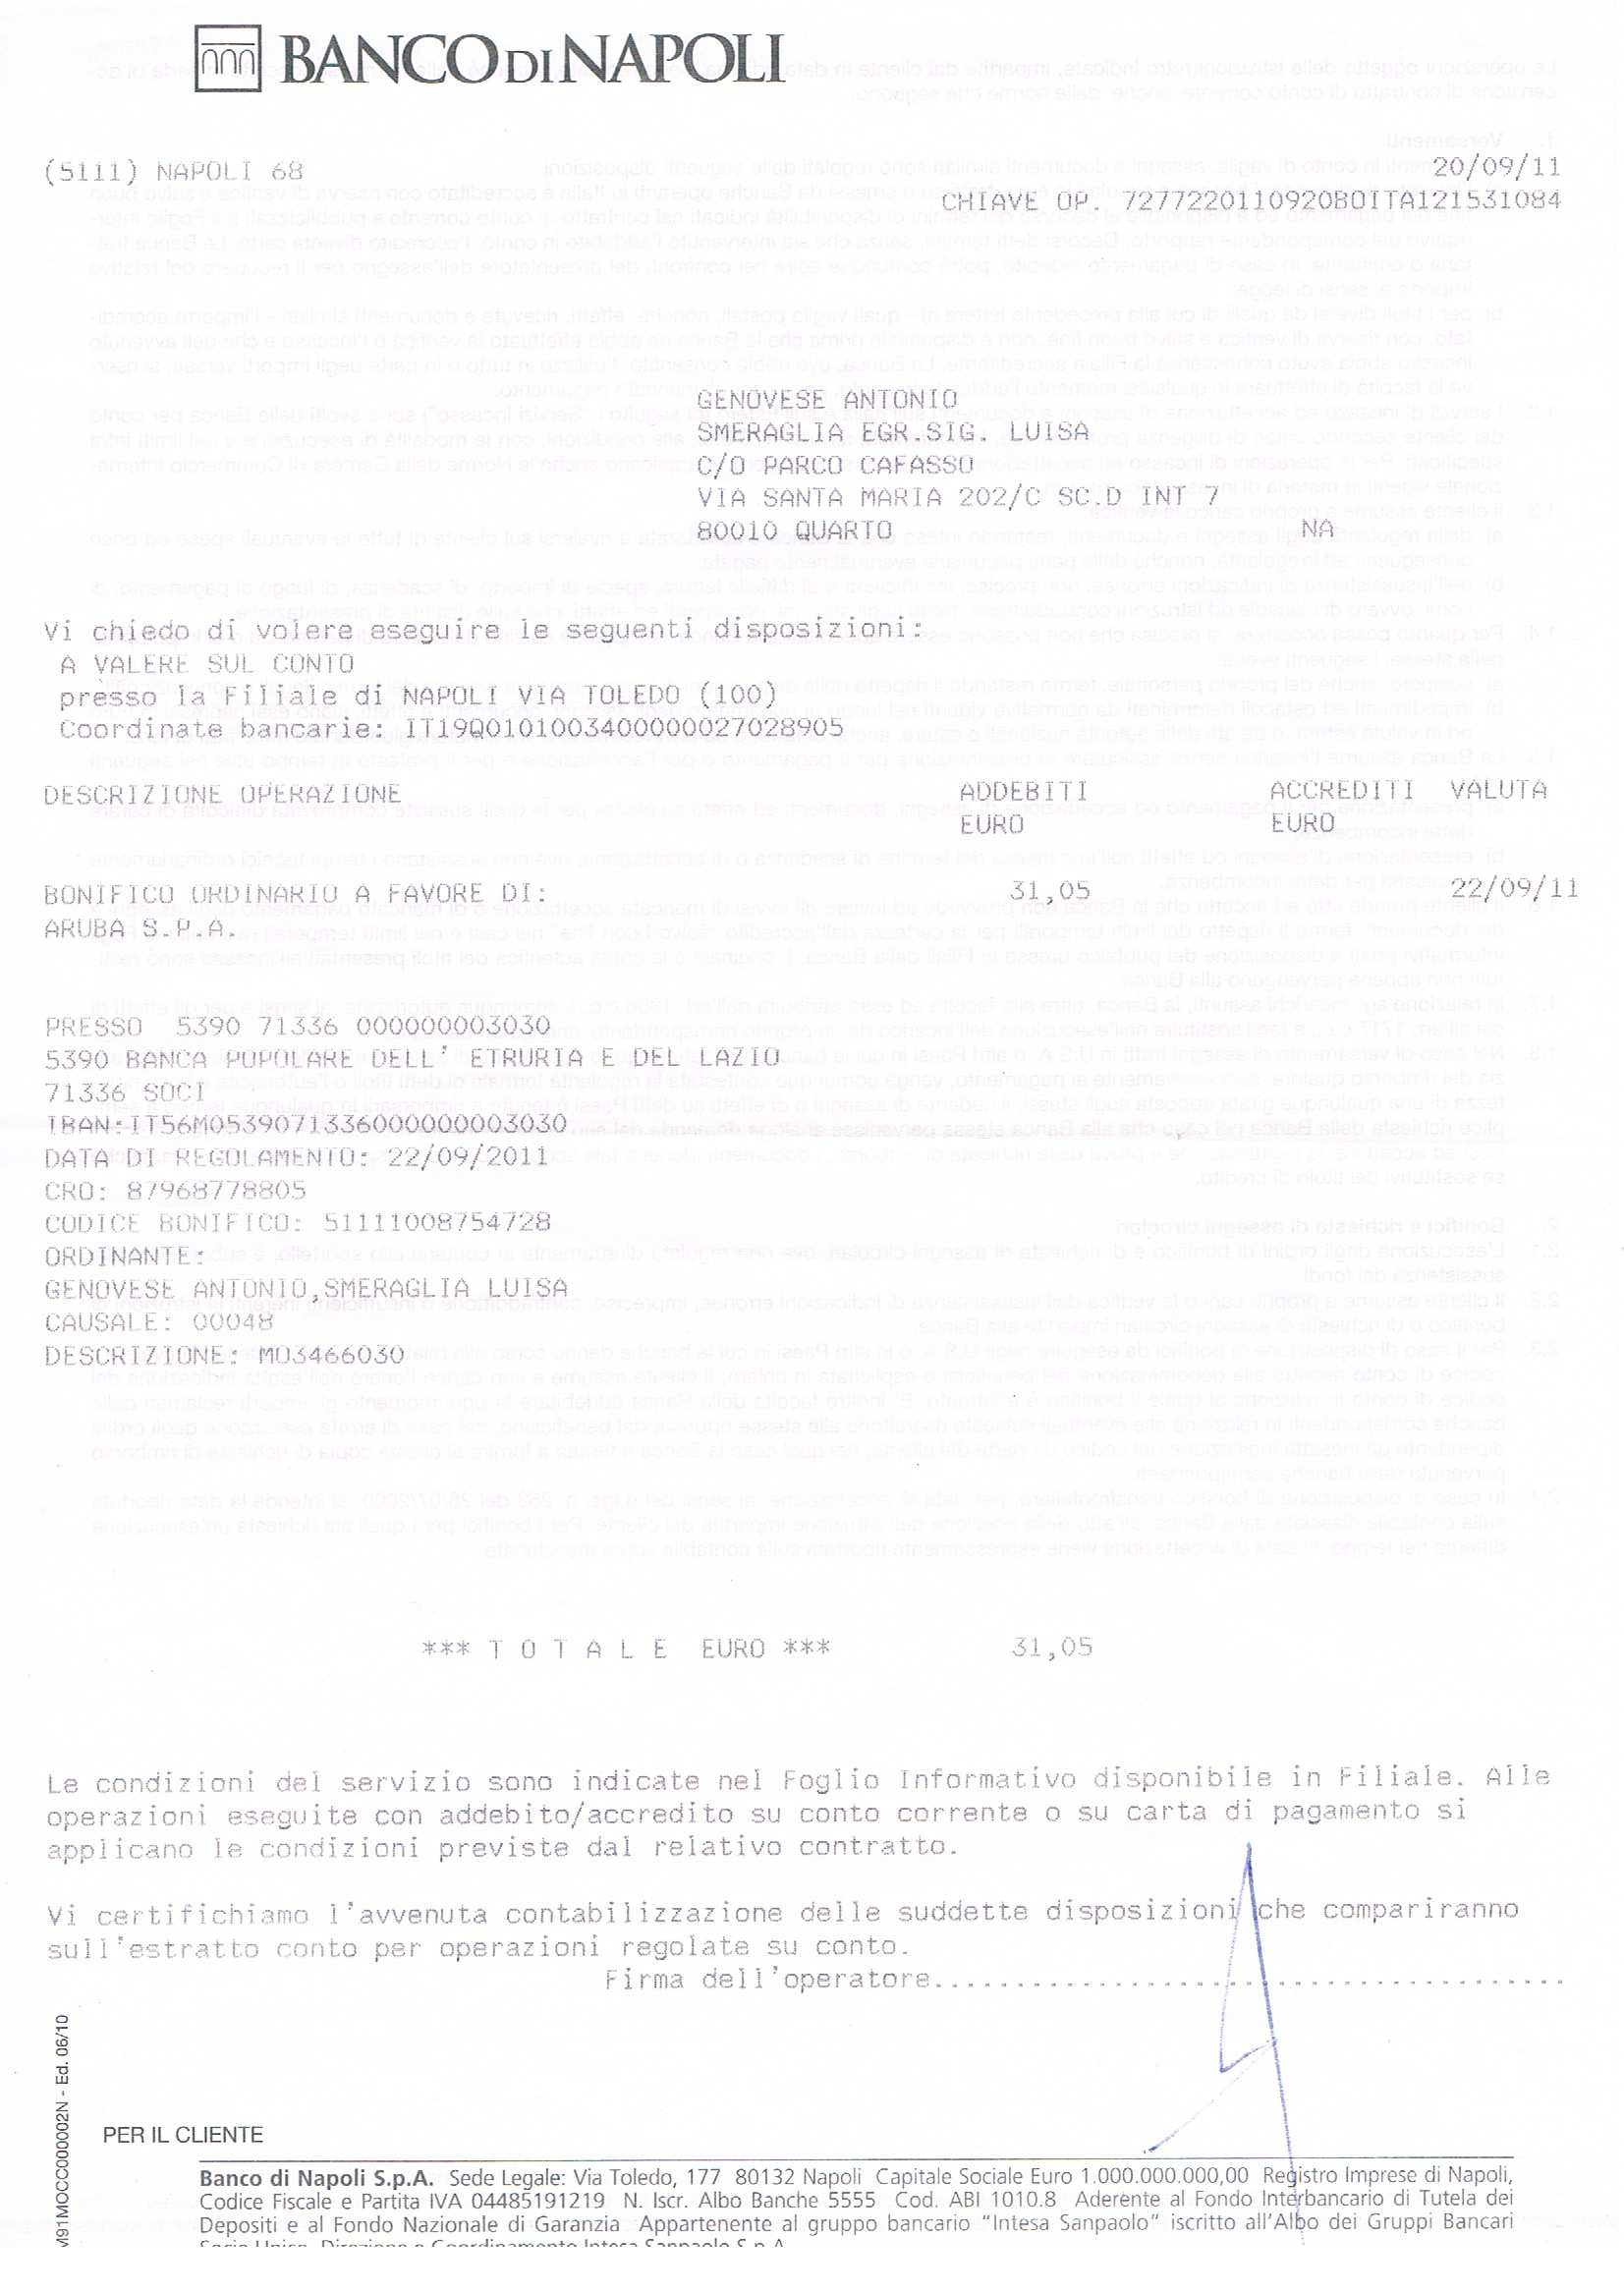 BANCO DI NAPOLI
(5111) NAPOLI 68
20/09/11
CHIAVE OP. 7277220110920BOITA121531084
GENOVESE ANTONIO
SMERAGLIA EGR.SIG. LUISA
C/O PARCO CAFASSO
VIA SANTA MARIA 202/C SC.D INT 7
80010 QUARTO NA
Vi chiedo di volere eseguire le seguenti disposizioni:
A VALERE SUL CONTO
presso la Filiale di NAPOLI VIA TOLEDO (100)
Coordinate bancarie: IT19Q0101003400000027028905
DESCRIZIONE OPERAZIONE ADDEBITI ACCREDITI VALUTA
EURO EURO
BONIFICO ORDINARIO A FAVORE DI: 31,05 22/09/11
ARUBA S.P.A.
PRESSO 5390 71336 000000003030
5390 BANCA POPOLARE DELL' ETRURIA E DEL LAZIO
71336 SOCI
IBAN:IT56M0539071336000000003030
DATA DI REGOLAMENTO: 22/09/2011
CRO: 87968778805
CODICE BONIFICO: 51111008754728
ORDINANTE:
GENOVESE ANTONIO,SMERAGLIA LUISA
CAUSALE: 00048
DESCRIZIONE: MO3466030
*** T O T A L E EURO *** 31,05
Le condizioni del servizio sono indicate nel Foglio Informativo disponibile in Filiale. Alle
operazioni eseguite con addebito/accredito su conto corrente o su carta di pagamento si
applicano le condizioni previste dal relativo contratto.
Vi certifichiamo l'avvenuta contabilizzazione delle suddette disposizioni che compariranno
sull'estratto conto per operazioni regolate su conto.
Firma dell'operatore.......................................
M91MOCC000002N - Ed. 06/10
PER IL CLIENTE
Banco di Napoli S.p.A. Sede Legale: Via Toledo, 177 80132 Napoli Capitale Sociale Euro 1.000.000.000,00 Registro Imprese di Napoli,
Codice Fiscale e Partita IVA 04485191219 N. Iscr. Albo Banche 5555 Cod. ABI 1010.8 Aderente al Fondo Interbancario di Tutela dei
Depositi e al Fondo Nazionale di Garanzia Appartenente al gruppo bancario "Intesa Sanpaolo" iscritto all'Albo dei Gruppi Bancari
Socio Unico, Direzione e Coordinamento Intesa Sanpaolo S.p.A.